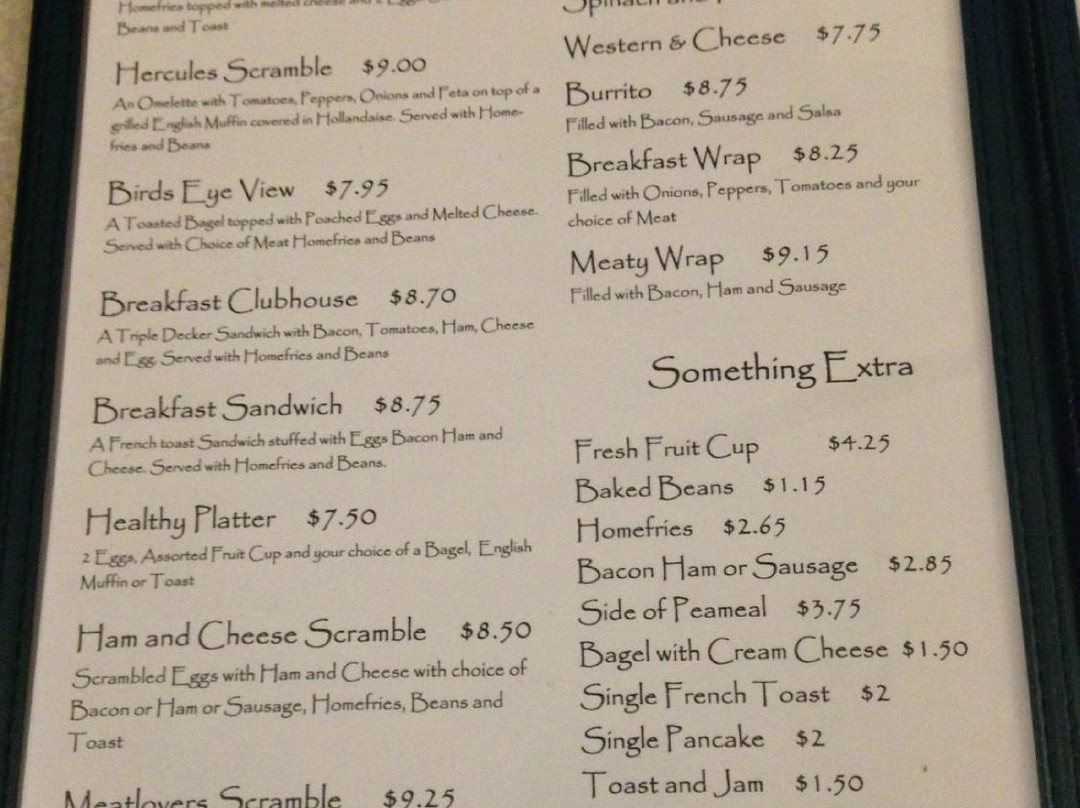 Homefries topped with melted cheese and 2 Eggs
Beans and Toast
Hercules Scramble $9.00
An Omelette with Tomatoes, Peppers, Onions and Feta on top of a
grilled English Muffin covered in Hollandaise. Served with Home-
fries and Beans
Birds Eye View $7.95
A Toasted Bagel topped with Poached Eggs and Melted Cheese.
Served with Choice of Meat Homefries and Beans
Breakfast Clubhouse $8.70
A Triple Decker Sandwich with Bacon, Tomatoes, Ham, Cheese
and Egg. Served with Homefries and Beans
Breakfast Sandwich $8.75
A French toast Sandwich stuffed with Eggs Bacon Ham and
Cheese. Served with Homefries and Beans.
Healthy Platter $7.50
2 Eggs, Assorted Fruit Cup and your choice of a Bagel, English
Muffin or Toast
Ham and Cheese Scramble $8.50
Scrambled Eggs with Ham and Cheese with choice of
Bacon or Ham or Sausage, Homefries, Beans and
Toast
Meatlovers Scramble $9.25
Spinach and
Western & Cheese $7.75
Burrito $8.75
Filled with Bacon, Sausage and Salsa
Breakfast Wrap $8.25
Filled with Onions, Peppers, Tomatoes and your
choice of Meat
Meaty Wrap $9.15
Filled with Bacon, Ham and Sausage
Something Extra
Fresh Fruit Cup $4.25
Baked Beans $1.15
Homefries $2.65
Bacon Ham or Sausage $2.85
Side of Peameal $3.75
Bagel with Cream Cheese $1.50
Single French Toast $2
Single Pancake $2
Toast and Jam $1.50